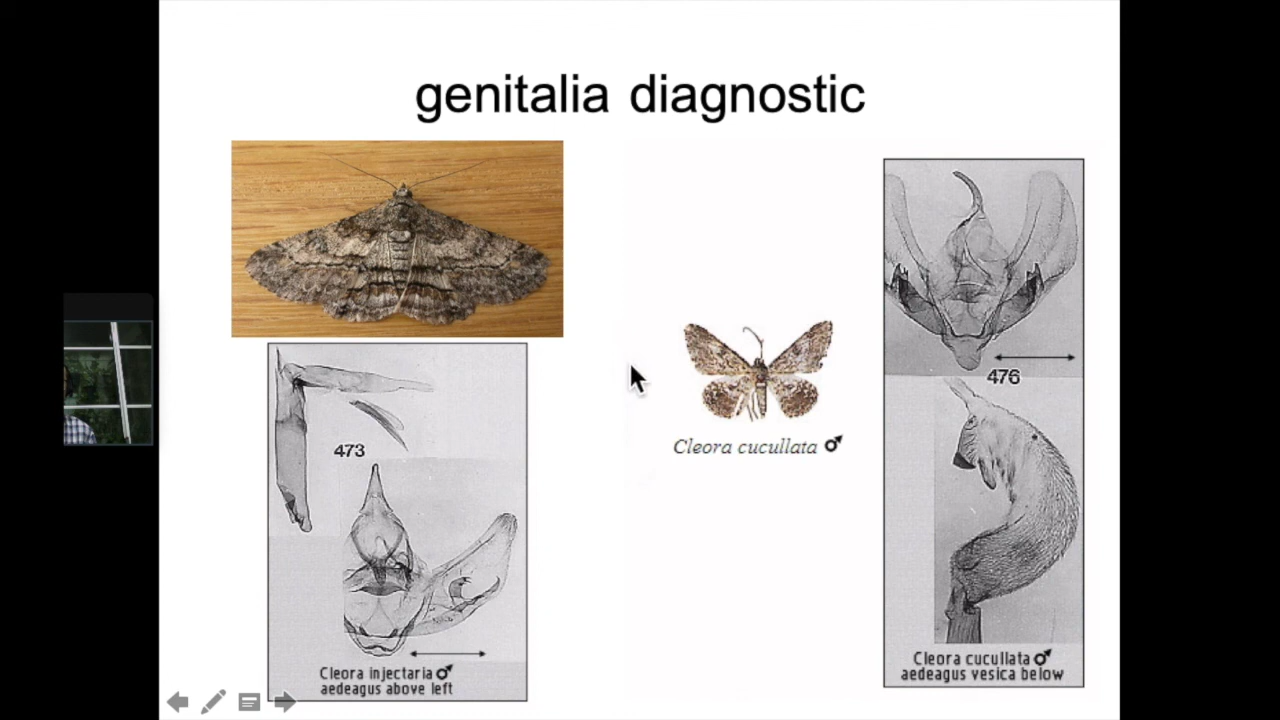 genitalia diagnostic
473
Cleora injectaria ♂
aedeagus above left
Cleora cucullata ♂
476
Cleora cucullata ♂
aedeagus vesica below